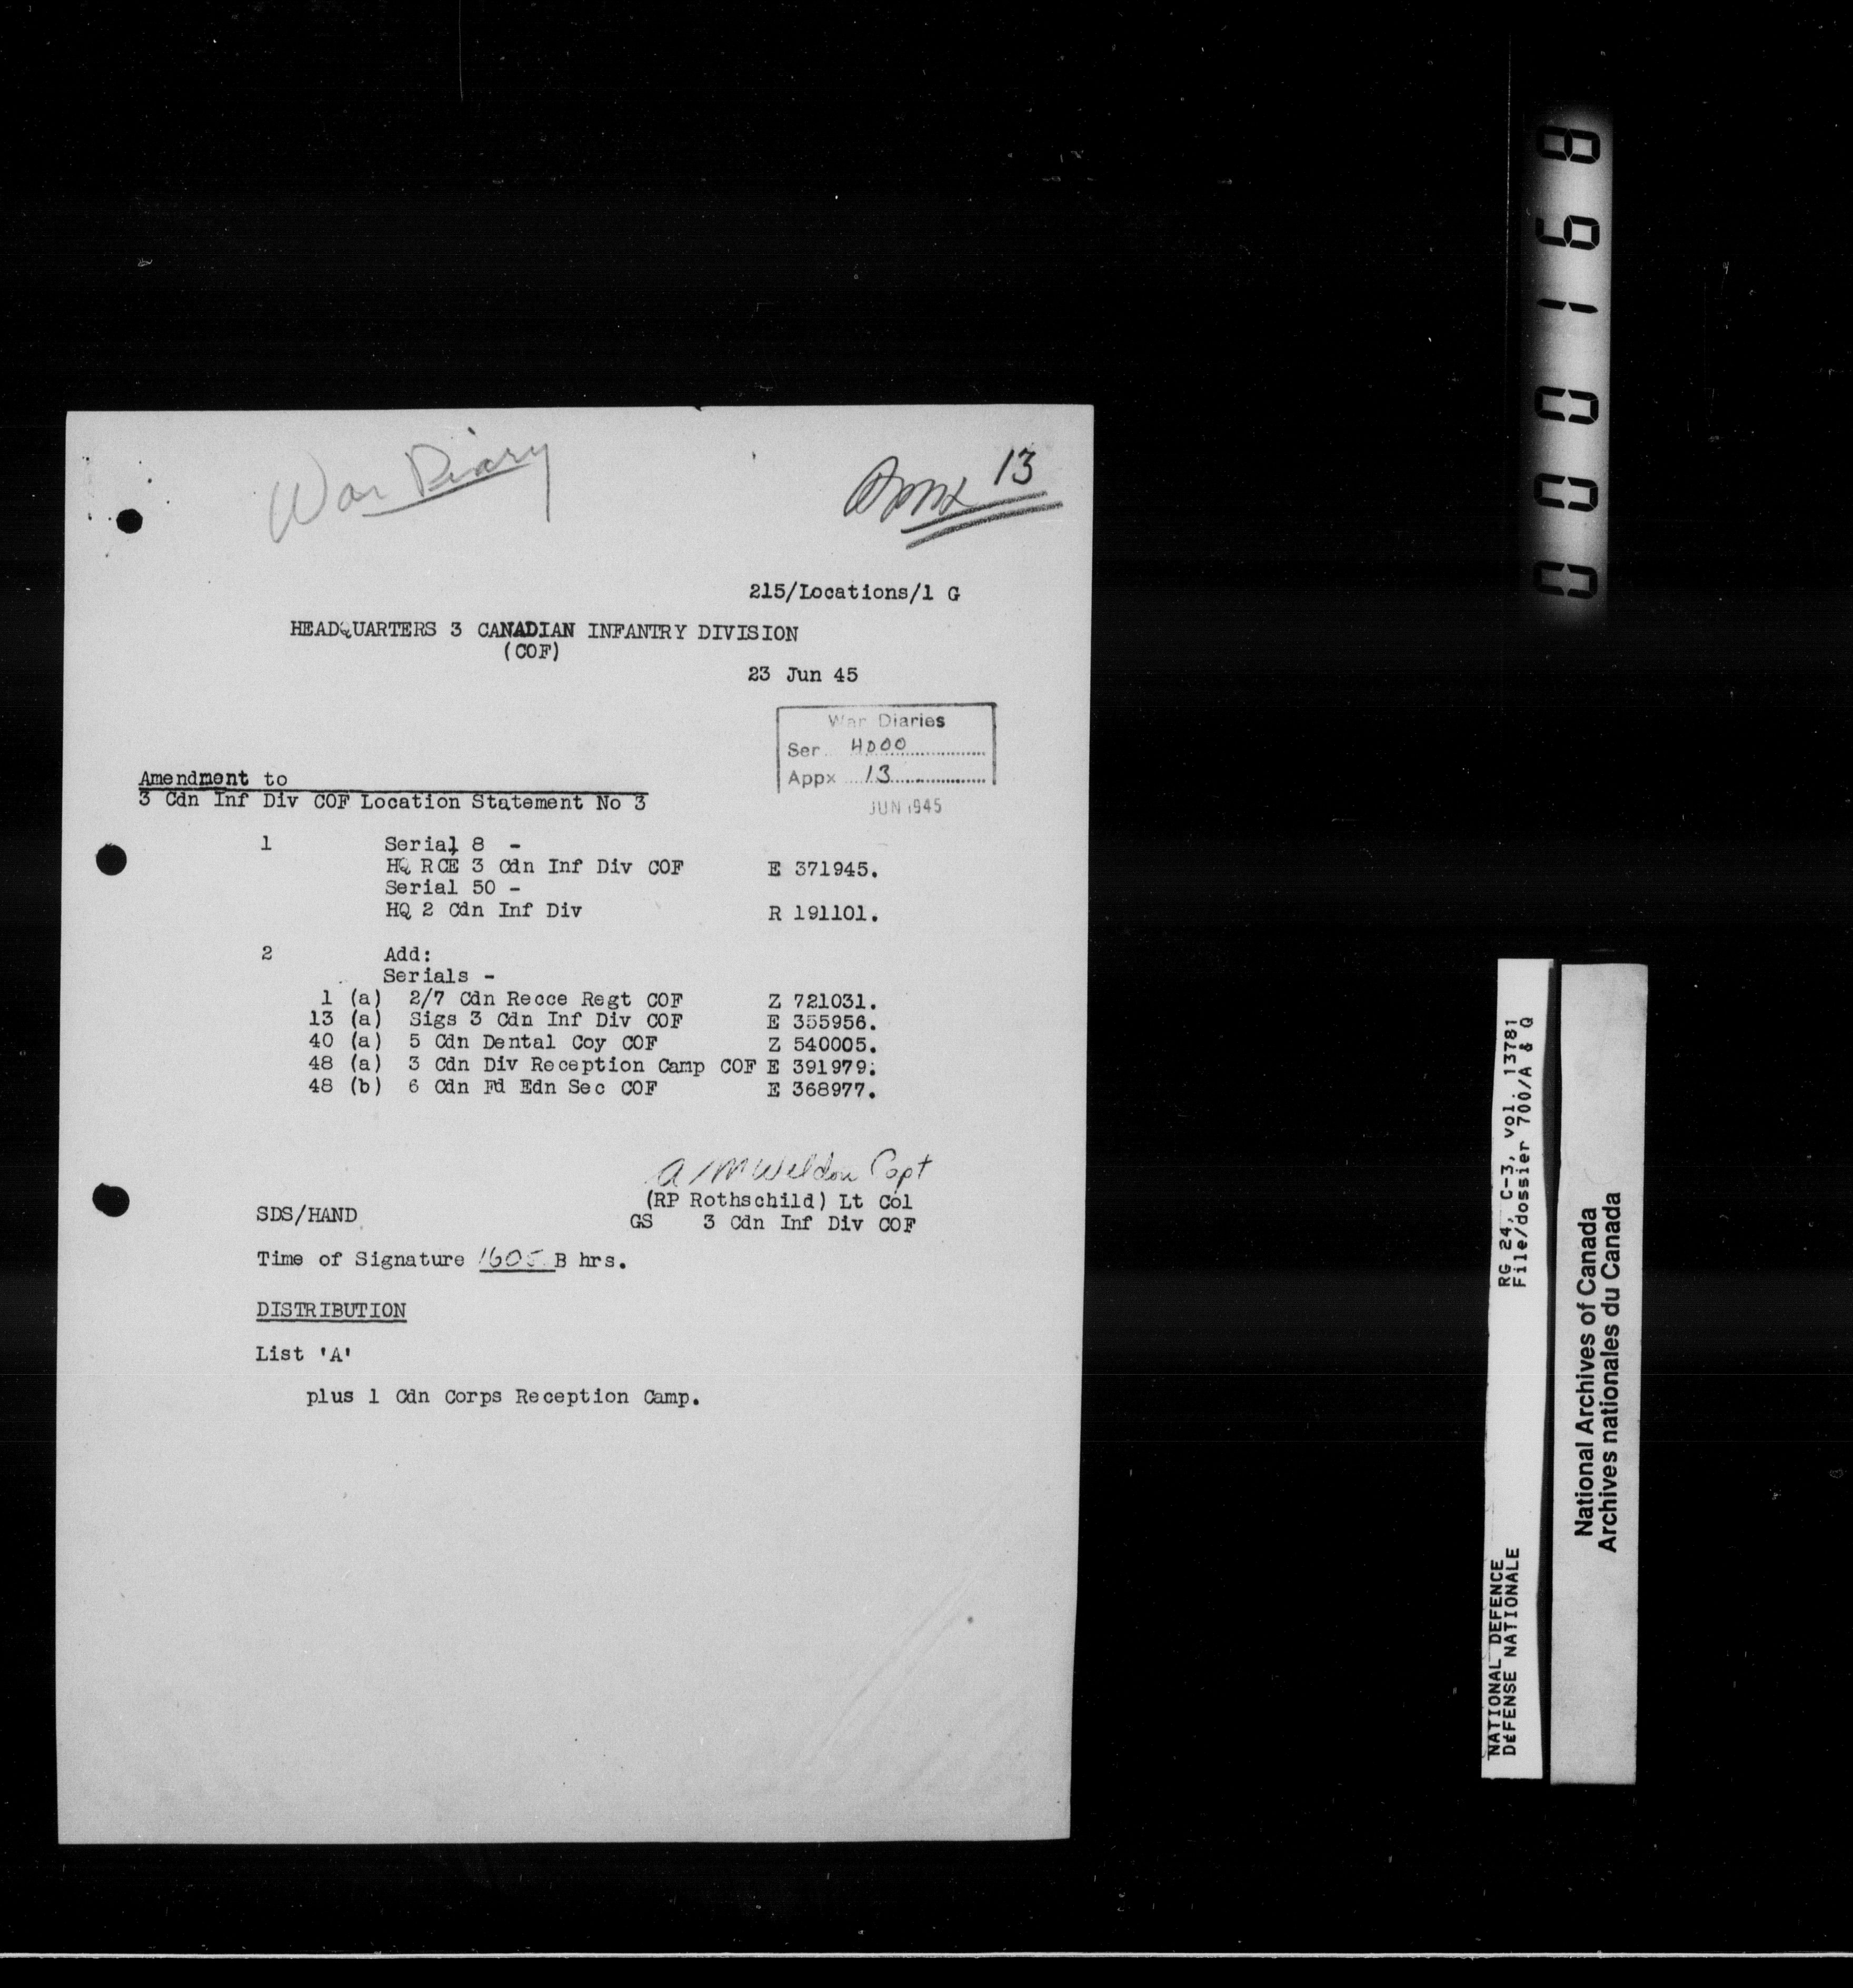 War Diary
Appx 13
215/Locations/1 G
HEADQUARTERS 3 CANADIAN INFANTRY DIVISION
(COF)
23 Jun 45
War Diaries
Ser. HDOO
Appx 13
JUN 1945
Amendment to
3 Cdn Inf Div COF Location Statement No 3
1 Serial 8 -
HQ RCE 3 Cdn Inf Div COF E 371945.
Serial 50 -
HQ 2 Cdn Inf Div R 191101.
2 Add:
Serials -
1 (a) 2/7 Cdn Recce Regt COF Z 721031.
13 (a) Sigs 3 Cdn Inf Div COF E 355956.
40 (a) 5 Cdn Dental Coy COF Z 540005.
48 (a) 3 Cdn Div Reception Camp COF E 391979.
48 (b) 6 Cdn Fd Edn Sec COF E 368977.
A M Weldon Capt
(RP Rothschild) Lt Col
SDS/HAND
GS 3 Cdn Inf Div COF
Time of Signature 1605 B hrs.
DISTRIBUTION
List 'A'
plus 1 Cdn Corps Reception Camp.
000168
NATIONAL DEFENCE RG 24, C-3, vol. 13781
DÉFENSE NATIONALE File/dossier 700/A & Q
National Archives of Canada
Archives nationales du Canada